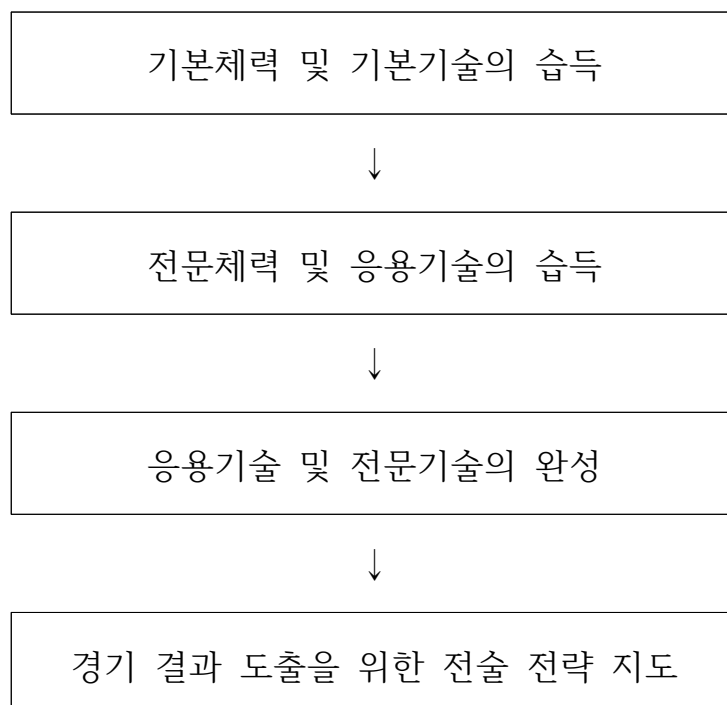 기본체력 및 기본기술의 습득
↓
전문체력 및 응용기술의 습득
↓
응용기술 및 전문기술의 완성
↓
경기 결과 도출을 위한 전술 전략 지도